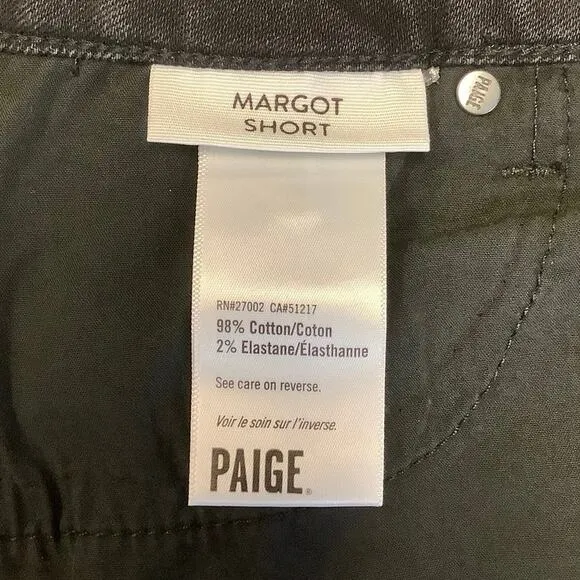 MARGOT
SHORT
PAIGE
RN#27002 CA#51217
98% Cotton/Coton
2% Elastane/Élasthanne
See care on reverse.
Voir le soin sur l'inverse.
PAIGE®